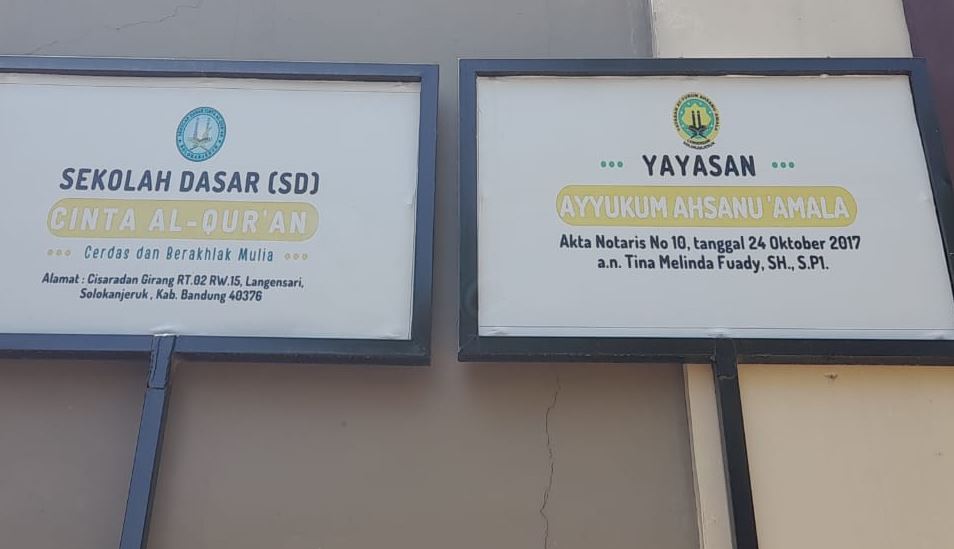 SEKOLAH DASAR (SD)
CINTA AL-QUR'AN
Cerdas dan Berakhlak Mulia
Alamat : Cisaradan Girang RT.02 RW.15, Langensari,
Solokanjeruk, Kab. Bandung 40376
YAYASAN
AYYUKUM AHSANU 'AMALA
Akta Notaris No 10, tanggal 24 Oktober 2017
a.n. Tina Melinda Fuady, SH., S.P1.